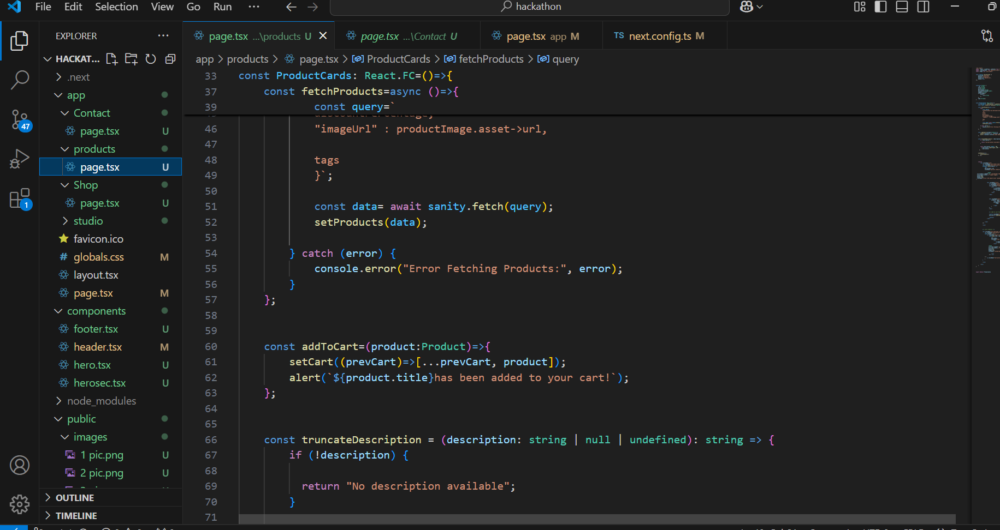 File Edit Selection View Go Run ··· hackathon
EXPLORER ···
page.tsx ...\products U
page.tsx ...\Contact U
page.tsx app M
TS next.config.ts M
HACKAT...
app > products > page.tsx > ProductCards > fetchProducts > query
.next
app
Contact
page.tsx U
products
page.tsx U
Shop
page.tsx U
studio
favicon.ico
# globals.css M
layout.tsx
page.tsx M
components
footer.tsx U
header.tsx M
hero.tsx U
herosec.tsx U
node_modules
public
images
1 pic.png U
2 pic.png U
OUTLINE
TIMELINE
47
1
33 const ProductCards: React.FC=()=>{
37 const fetchProducts=async ()=>{
39 const query=`
discountPercentage,
46 "imageUrl" : productImage.asset->url,
47
48 tags
49 }`;
50
51 const data= await sanity.fetch(query);
52 setProducts(data);
53
54 } catch (error) {
55 console.error("Error Fetching Products:", error);
56 }
57 };
58
59
60 const addToCart=(product:Product)=>{
61 setCart((prevCart)=>[...prevCart, product]);
62 alert(`${product.title}has been added to your cart!`);
63 };
64
65
66 const truncateDescription = (description: string | null | undefined): string => {
67 if (!description) {
68
69 return "No description available";
70 }
71